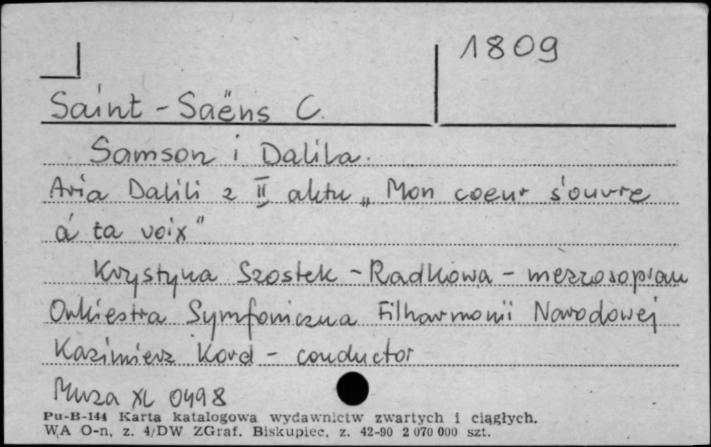 1809
Saint-Saëns C.
Samson i Dalila.
Aria Dalili z II aktu „Mon coeur s'ouvre
á ta voix"
Krystyna Szostek-Radkowa - mezzosopran
Orkiestra Symfoniczna Filharmonii Narodowej
Kazimierz Kord - conductor
Muza XL 0498
Pu-B-144 Karta katalogowa wydawnictw zwartych i ciągłych.
WA O-n, z. 4/DW ZGraf. Biskupiec, z. 42-90 2 070 000 szt.